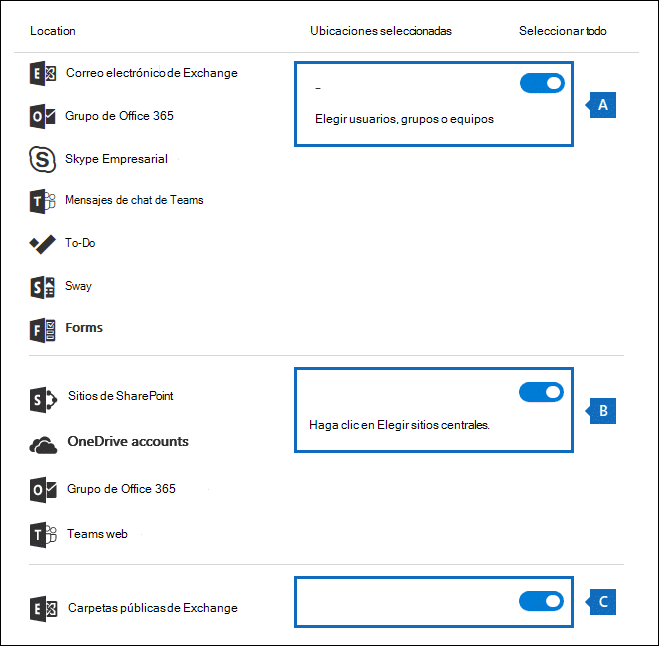 Location Ubicaciones seleccionadas Seleccionar todo
Correo electrónico de Exchange
–
A
Grupo de Office 365
Elegir usuarios, grupos o equipos
Skype Empresarial
Mensajes de chat de Teams
To-Do
Sway
Forms
Sitios de SharePoint
B
Haga clic en Elegir sitios centrales.
OneDrive accounts
Grupo de Office 365
Teams web
Carpetas públicas de Exchange
C